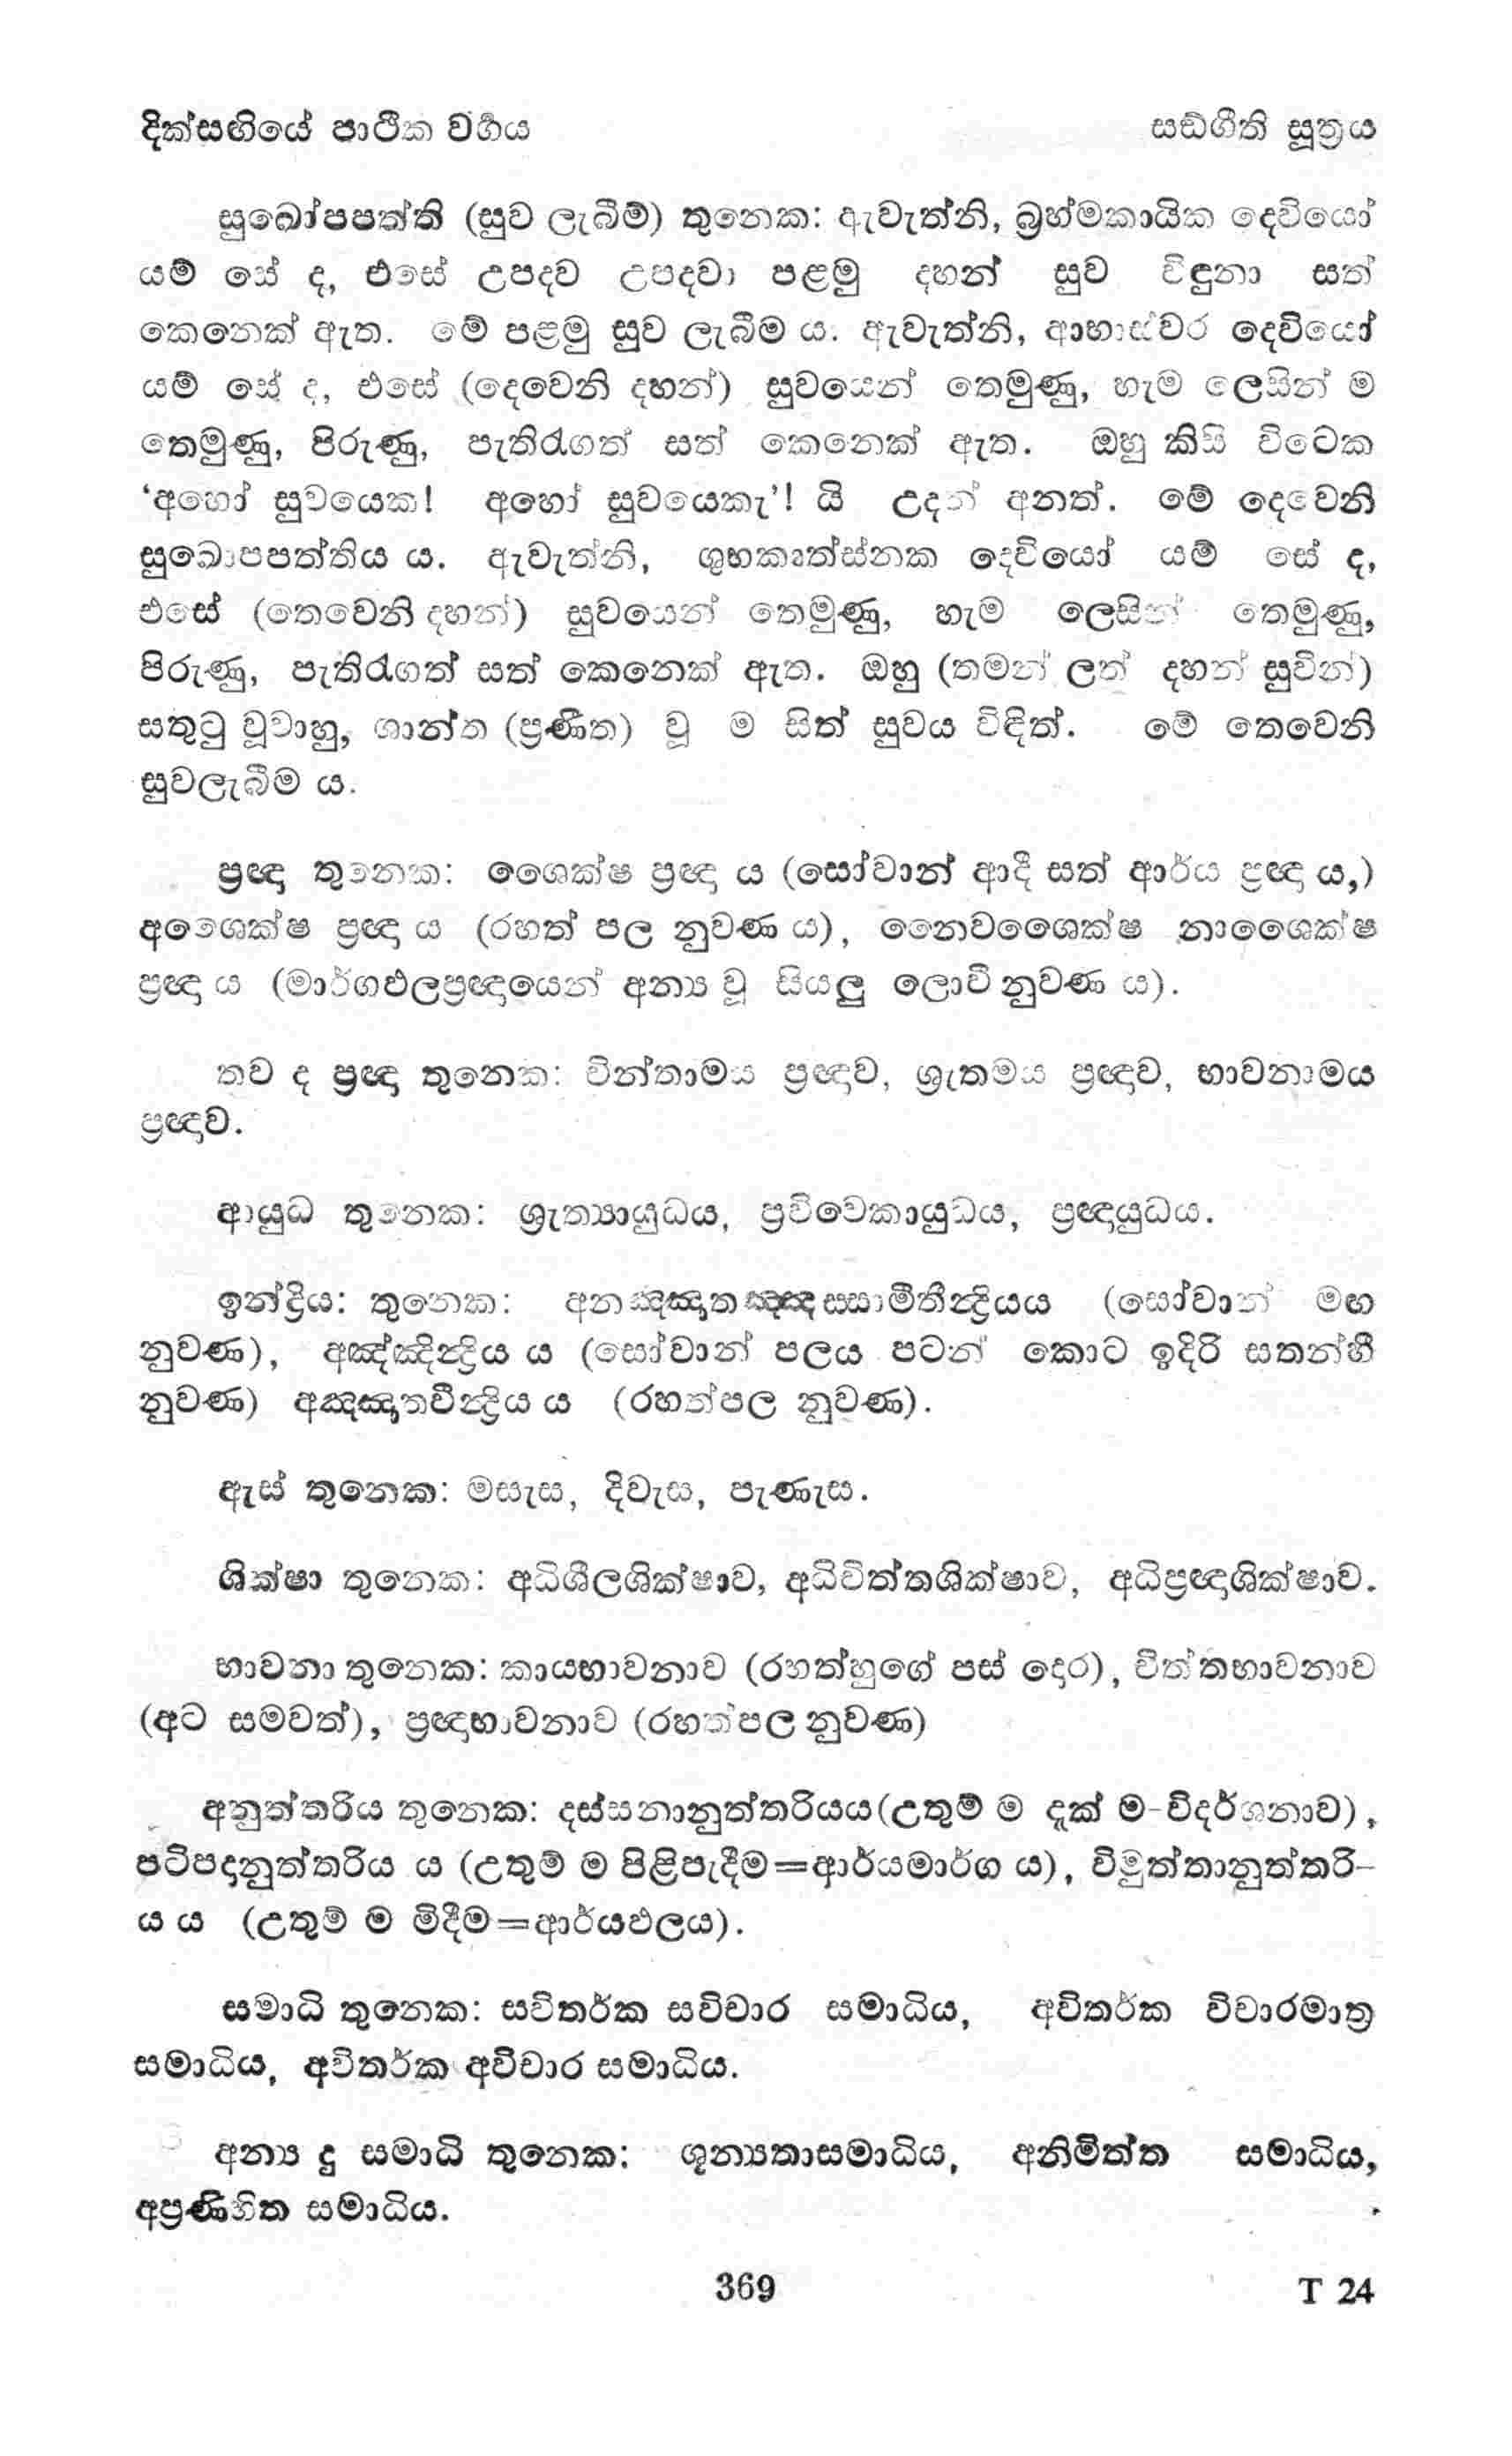 දික්සඟියේ පාථික වර්‍ගය
සඞ්ගීති සූත්‍රය
සුඛෝපපත්ති (සුව ලැබීම්) තුනෙක: ඇවැත්නි, බ්‍රහ්මකායික දෙවියෝ
යම් සේ ද, එසේ උපදව උපදවා පළමු දහන් සුව විඳුනා සත්
කෙනෙක් ඇත. මේ පළමු සුව ලැබීම ය. ඇවැත්නි, ආභාස්වර දෙවියෝ
යම් සේ ද, එසේ (දෙවෙනි දහන්) සුවයෙන් තෙමුණු, හැම ලෙසින් ම
තෙමුණු, පිරුණු, පැතිරැගත් සත් කෙනෙක් ඇත. ඔහු කිසි විටෙක
‘අහෝ සුවයෙක! අහෝ සුවයෙකැ’! යි උදන් අනත්. මේ දෙවෙනි
සුඛොපපත්තිය ය. ඇවැත්නි, ශුභකෘත්ස්නක දෙවියෝ යම් සේ ද,
එසේ (තෙවෙනි දහන්) සුවයෙන් තෙමුණු, හැම ලෙසින් තෙමුණු,
පිරුණු, පැතිරැගත් සත් කෙනෙක් ඇත. ඔහු (තමන් ලත් දහන් සුවින්)
සතුටු වූවාහු, ශාන්ත (ප්‍රණීත) වූ ම සිත් සුවය විඳිත්. මේ තෙවෙනි
සුවලැබීම ය.
ප්‍රඥා තුනෙක: ශෛක්ෂ ප්‍රඥා ය (සෝවාන් ආදී සත් ආර්ය ප්‍රඥා ය,)
අශෛක්ෂ ප්‍රඥා ය (රහත් පල නුවණ ය), නෛවශෛක්ෂ නාශෛක්ෂ
ප්‍රඥා ය (මාර්ගඵලප්‍රඥායෙන් අන්‍ය වූ සියලු ලොවි නුවණ ය).
තව ද ප්‍රඥා තුනෙක: චින්තාමය ප්‍රඥාව, ශ්‍රුතමය ප්‍රඥාව, භාවනාමය
ප්‍රඥාව.
ආයුධ තුනෙක: ශ්‍රුත්‍යායුධය, ප්‍රවිවෙකායුධය, ප්‍රඥායුධය.
ඉන්ද්‍රිය: තුනෙක: අනඤ්ඤාතඤ්ඤස්සාමීතීන්‍ද්‍රියය (සෝවාන් මඟ
නුවණ), අඤ්ඤින්‍ද්‍රිය ය (සෝවාන් පලය පටන් කොට ඉදිරි සතන්හී
නුවණ) අඤ්ඤාතවීන්‍ද්‍රිය ය (රහත්පල නුවණ).
ඇස් තුනෙක: මසැස, දිවැස, පැණැස.
ශික්ෂා තුනෙක: අධිශීලශික්ෂාව, අධිචිත්තශික්ෂාව, අධිප්‍රඥාශික්ෂාව.
භාවනා තුනෙක: කායභාවනාව (රහත්හුගේ පස් දොර), චිත්තභාවනාව
(අට සමවත්), ප්‍රඥාභාවනාව (රහත්පල නුවණ)
අනුත්තරිය තුනෙක: දස්සනානුත්තරියය(උතුම් ම දැක් ම-විදර්ශනාව),
පටිපදානුත්තරිය ය (උතුම් ම පිළිපැදීම=ආර්යමාර්ග ය), විමුත්තානුත්තරි-
ය ය (උතුම් ම මිදීම=ආර්යඵලය).
සමාධි තුනෙක: සවිතර්ක සවිචාර සමාධිය, අවිතර්ක විචාරමාත්‍ර
සමාධිය, අවිතර්ක අවිචාර සමාධිය.
අන්‍ය දු සමාධි තුනෙක: ශූන්‍යතාසමාධිය, අනිමිත්ත සමාධිය,
අප්‍රණිහිත සමාධිය.
369
T 24